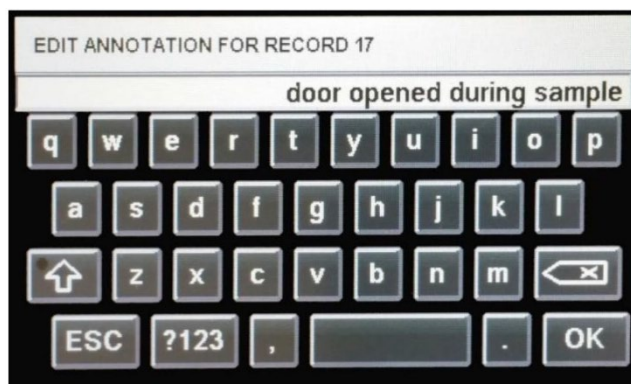 EDIT ANNOTATION FOR RECORD 17
door opened during sample
q w e r t y u i o p
a s d f g h j k l
z x c v b n m
ESC ?123 , . OK